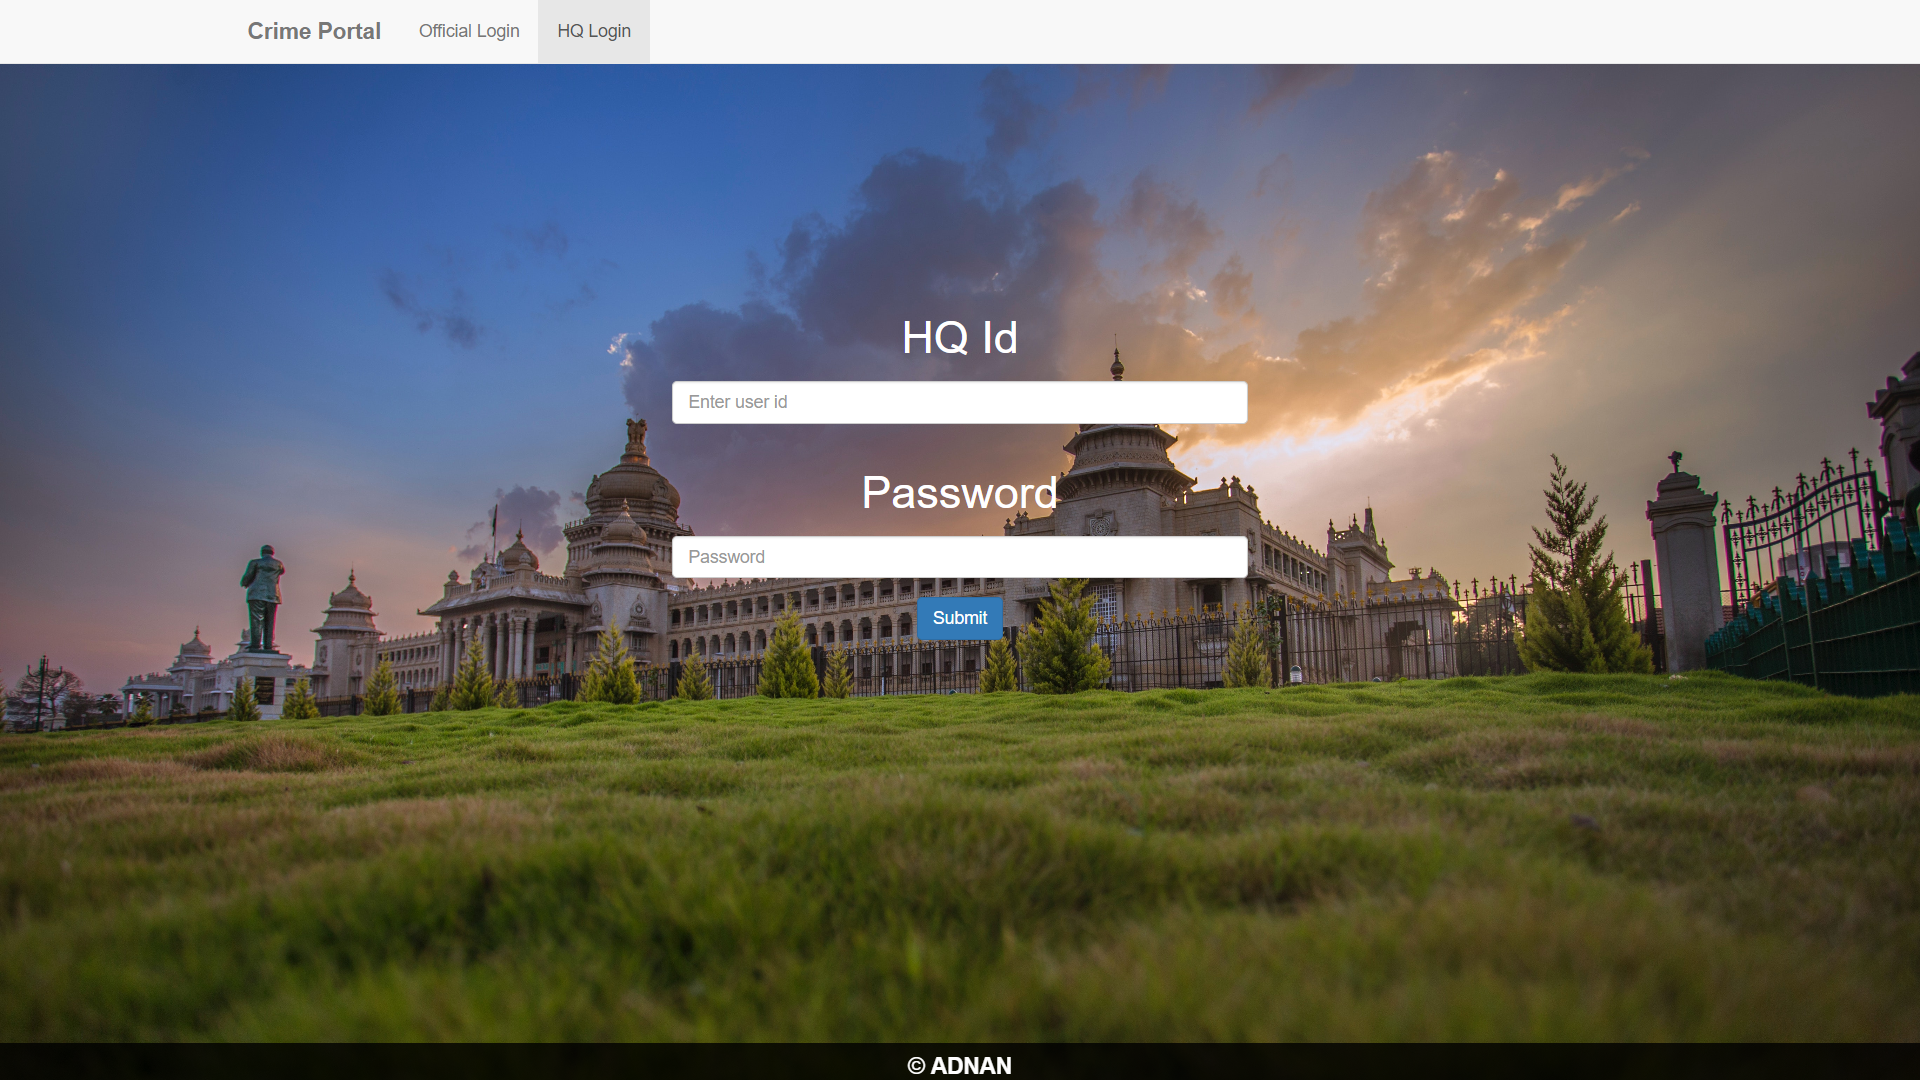 Crime Portal Official Login HQ Login
HQ Id
Enter user id
Password
Password
Submit
© ADNAN